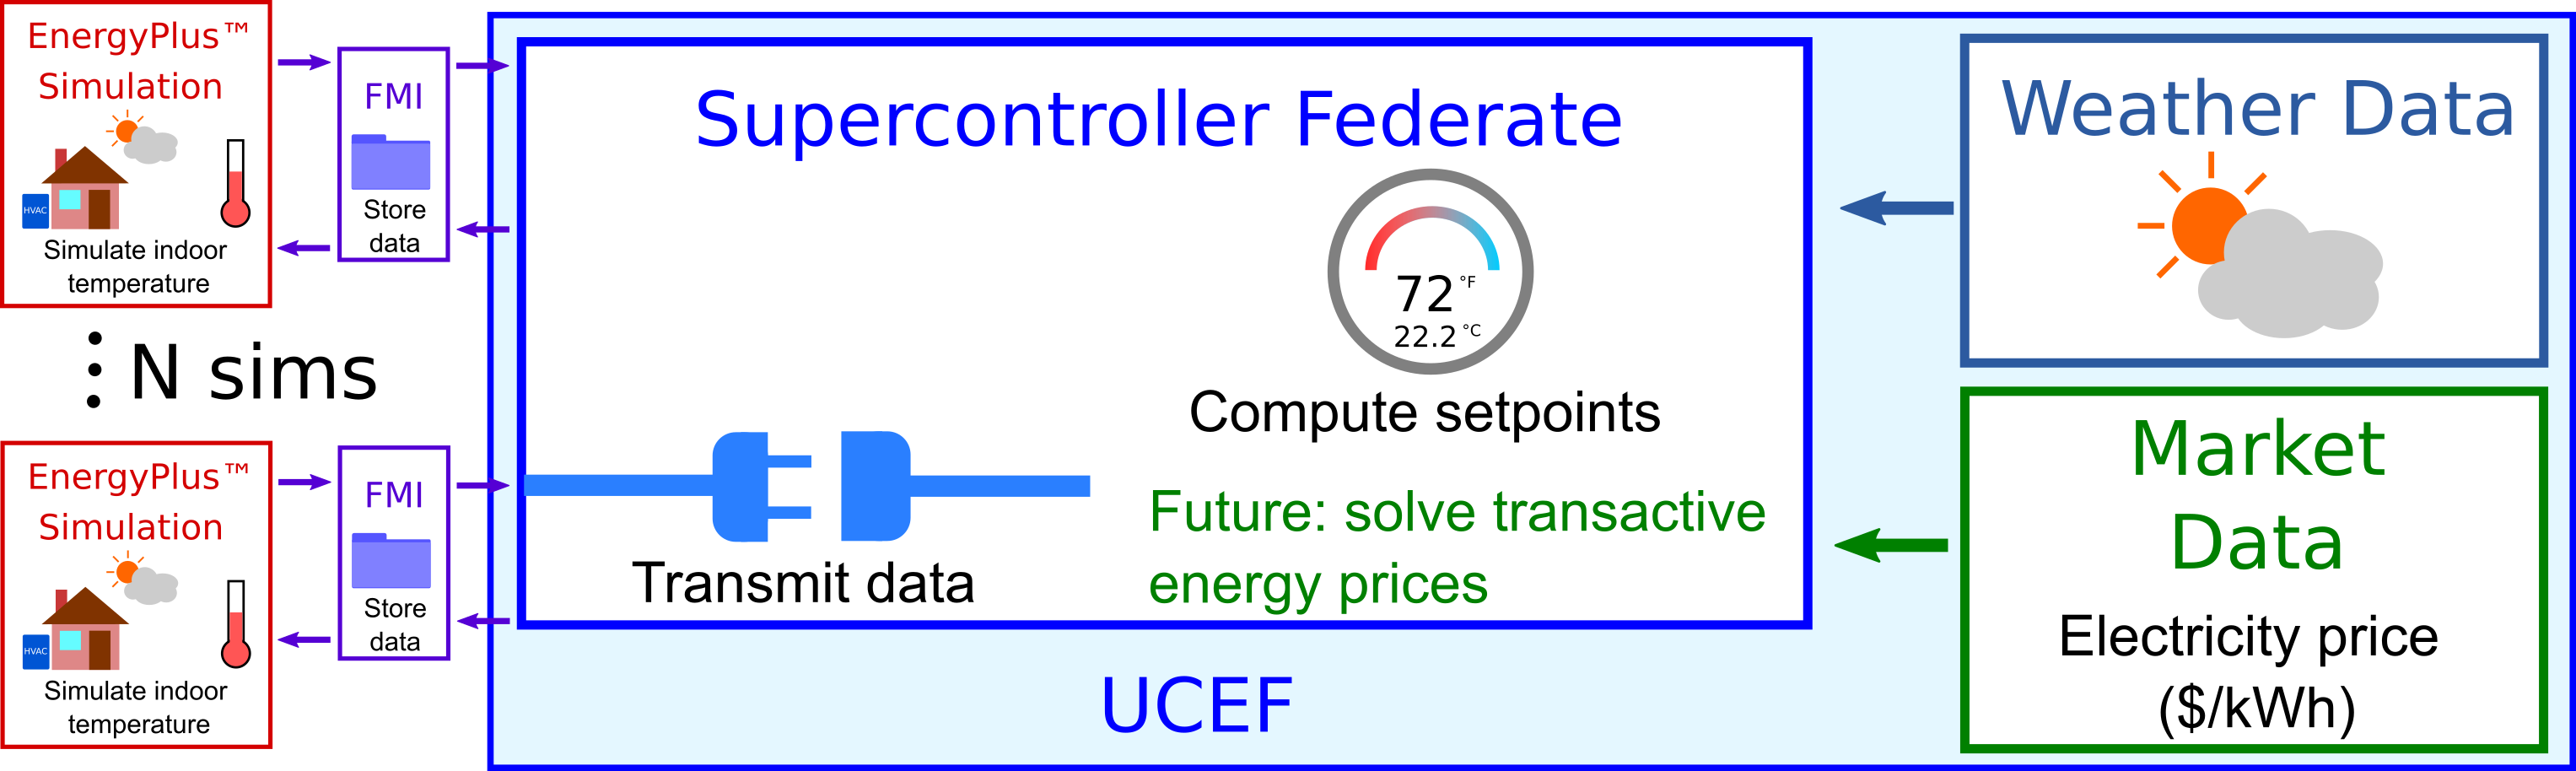 EnergyPlus™
Simulation
HVAC
Simulate indoor
temperature
FMI
Store
data
N sims
EnergyPlus™
Simulation
HVAC
Simulate indoor
temperature
FMI
Store
data
Supercontroller Federate
72 °F
22.2 °C
Compute setpoints
Transmit data
Future: solve transactive
energy prices
UCEF
Weather Data
Market
Data
Electricity price
($/kWh)